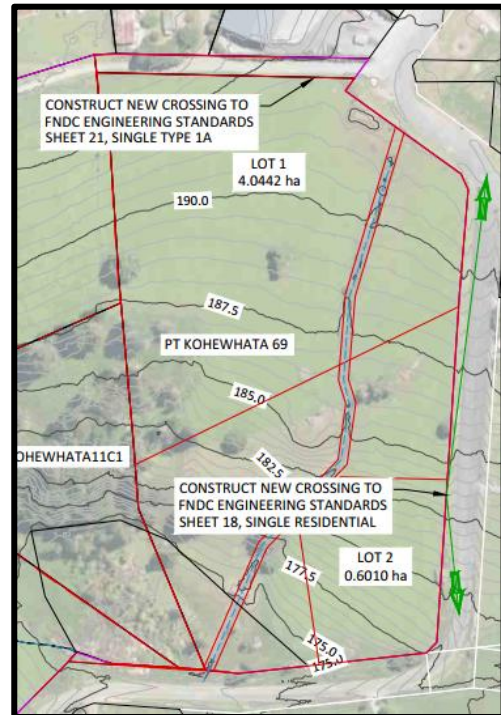 CONSTRUCT NEW CROSSING TO
FNDC ENGINEERING STANDARDS
SHEET 21, SINGLE TYPE 1A
LOT 1
4.0442 ha
190.0
187.5
PT KOHEWHATA 69
185.0
OHEWHATA11C1
182.5
CONSTRUCT NEW CROSSING TO
FNDC ENGINEERING STANDARDS
SHEET 18, SINGLE RESIDENTIAL
LOT 2
0.6010 ha
177.5
175.0
175.